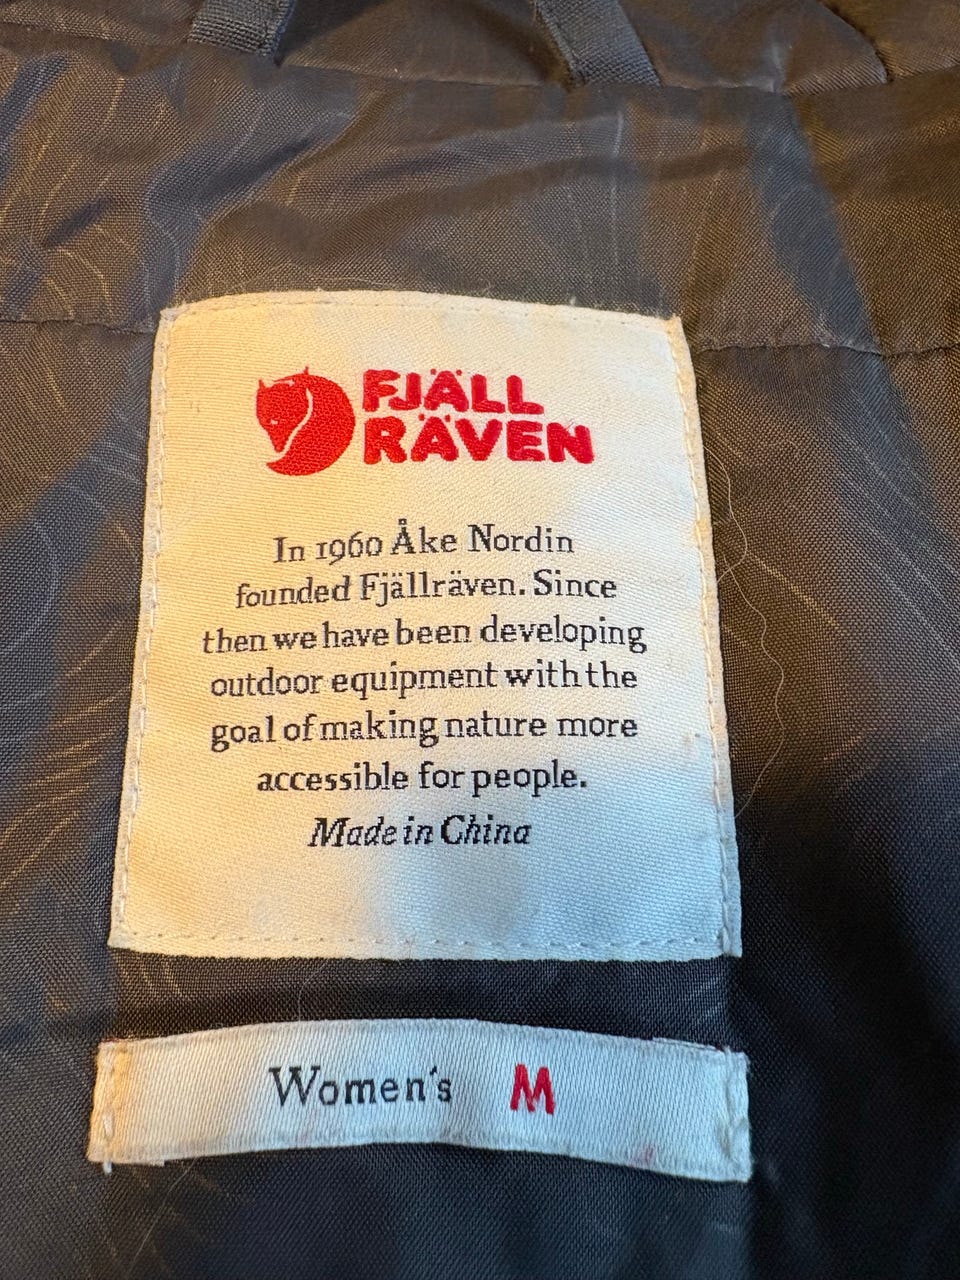 FJÄLL
RÄVEN
In 1960 Åke Nordin
founded Fjällräven. Since
then we have been developing
outdoor equipment with the
goal of making nature more
accessible for people.
Made in China
Women's M